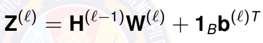 Z^(ℓ) = H^(ℓ−1)W^(ℓ) + 1_B b^(ℓ)T